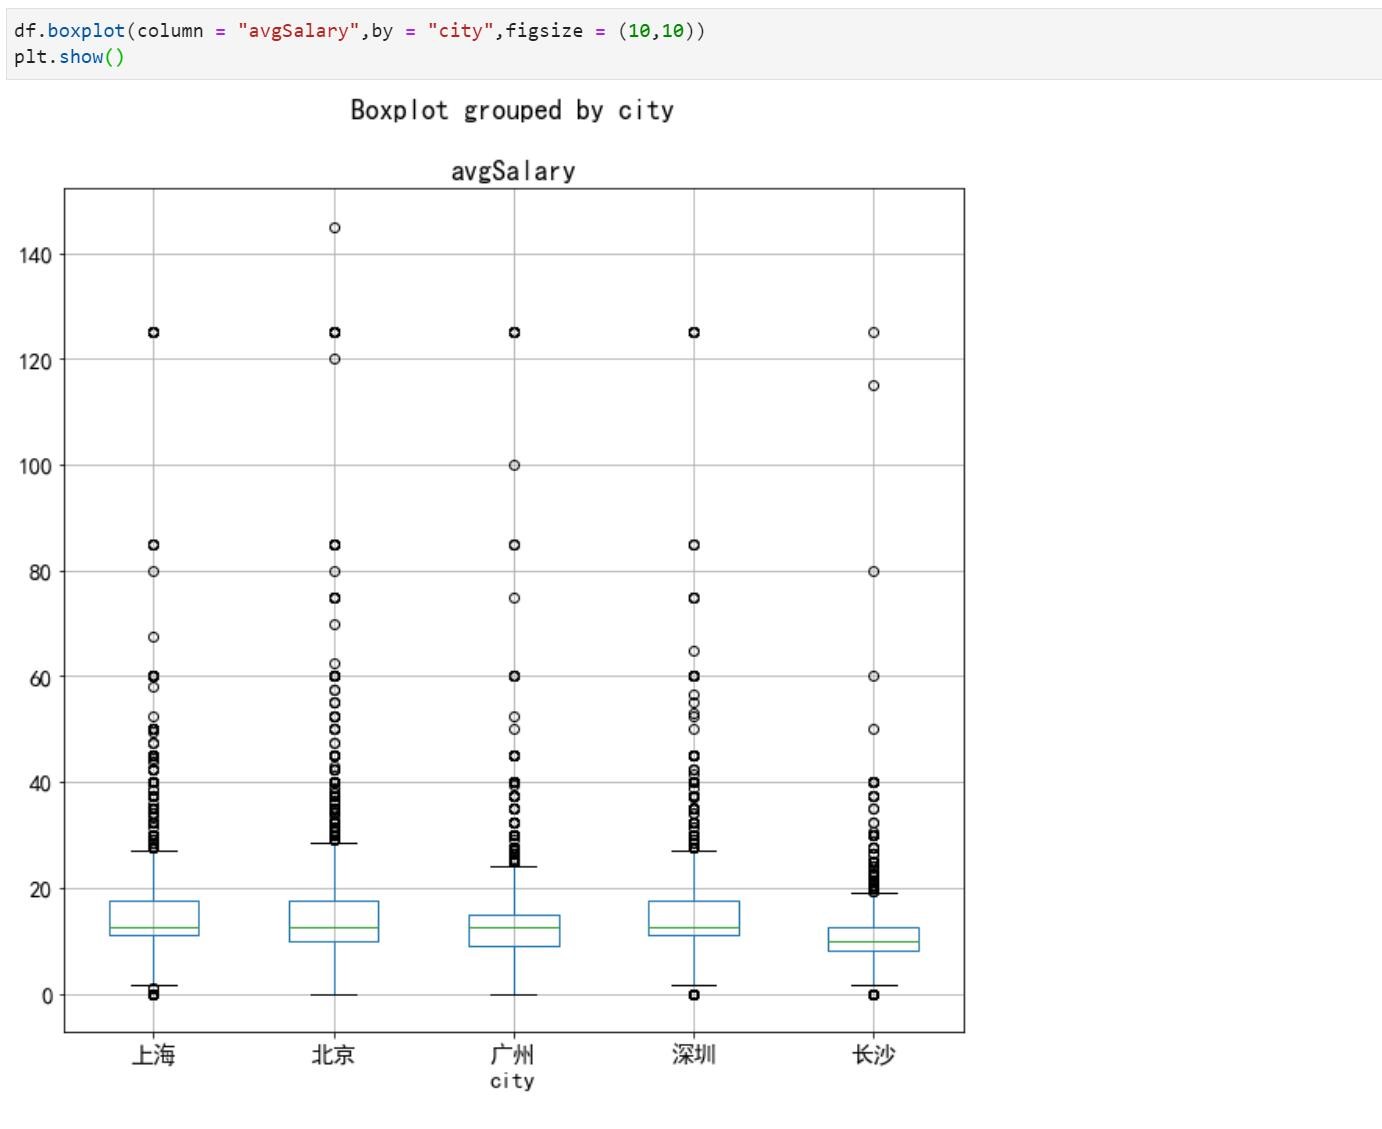 df.boxplot(column = "avgSalary",by = "city",figsize = (10,10))
plt.show()
Boxplot grouped by city
avgSalary
140
120
100
80
60
40
20
0
上海 北京 广州 深圳 长沙
city